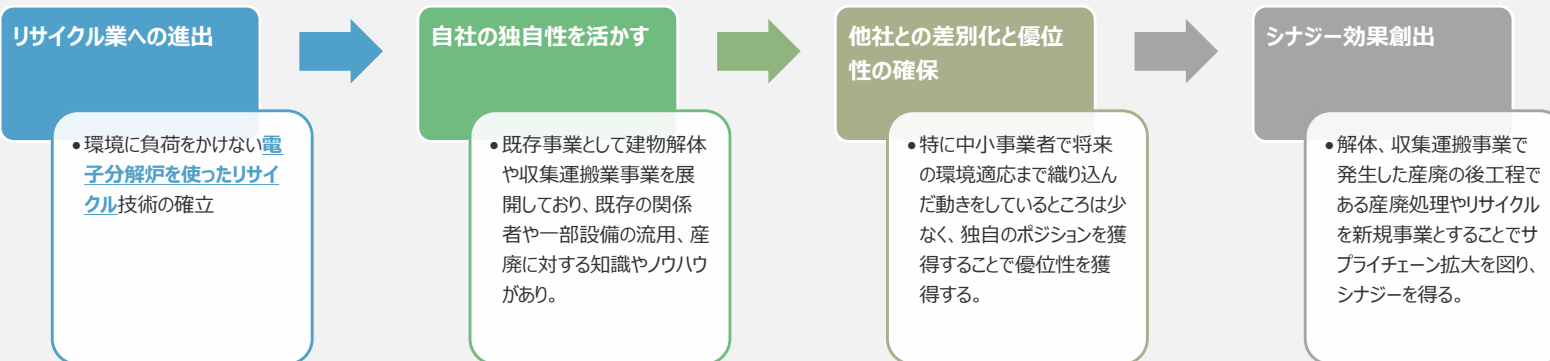 リサイクル業への進出
•環境に負荷をかけない電
子分解炉を使ったリサイ
クル技術の確立
自社の独自性を活かす
•既存事業として建物解体
や収集運搬業事業を展
開しており、既存の関係
者や一部設備の流用、産
廃に対する知識やノウハウ
があり。
他社との差別化と優位
性の確保
•特に中小事業者で将来
の環境適応まで織り込ん
だ動きをしているところは少
なく、独自のポジションを獲
得することで優位性を獲
得する。
シナジー効果創出
•解体、収集運搬事業で
発生した産廃の後工程で
ある産廃処理やリサイクル
を新規事業とすることでサ
プライチェーン拡大を図り、
シナジーを得る。